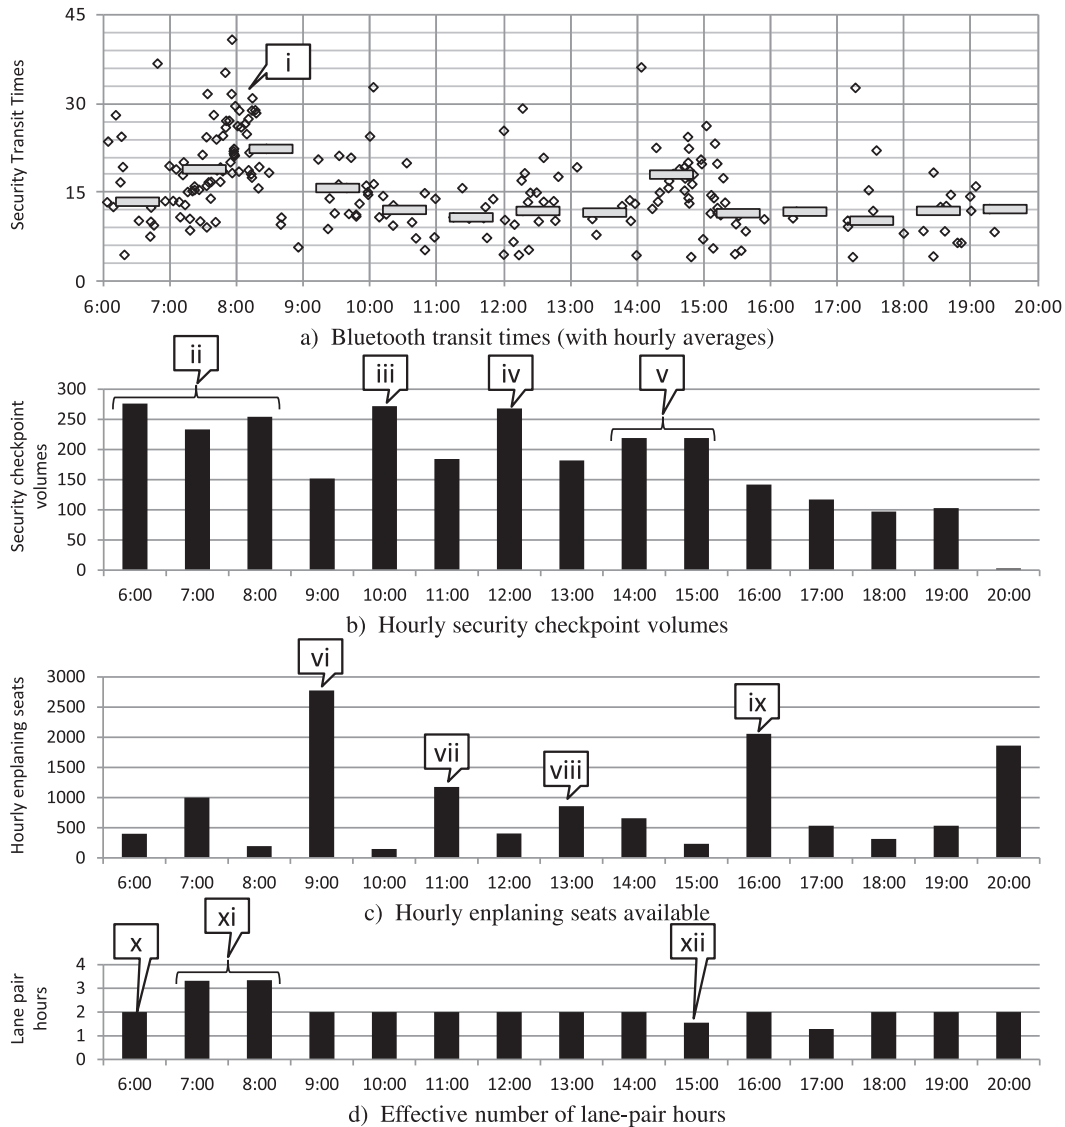 45
30
15
0
Security Transit Times
i
6:00 7:00 8:00 9:00 10:00 11:00 12:00 13:00 14:00 15:00 16:00 17:00 18:00 19:00 20:00
a) Bluetooth transit times (with hourly averages)
ii
iii
iv
v
300
250
200
150
100
50
0
Security checkpoint
volumes
6:00 7:00 8:00 9:00 10:00 11:00 12:00 13:00 14:00 15:00 16:00 17:00 18:00 19:00 20:00
b) Hourly security checkpoint volumes
vi
vii
viii
ix
3000
2500
2000
1500
1000
500
0
Hourly enplaning seats
6:00 7:00 8:00 9:00 10:00 11:00 12:00 13:00 14:00 15:00 16:00 17:00 18:00 19:00 20:00
c) Hourly enplaning seats available
x
xi
xii
4
3
2
1
0
Lane pair
hours
6:00 7:00 8:00 9:00 10:00 11:00 12:00 13:00 14:00 15:00 16:00 17:00 18:00 19:00 20:00
d) Effective number of lane-pair hours